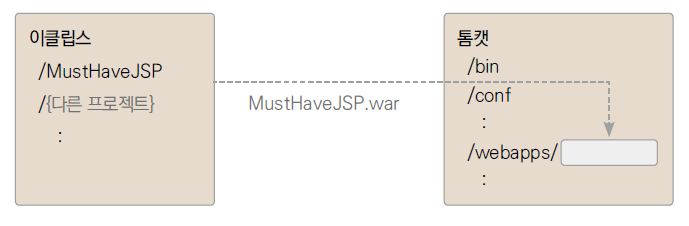 이클립스
/MustHaveJSP
/{다른 프로젝트}
:
MustHaveJSP.war
톰캣
/bin
/conf
:
/webapps/
: